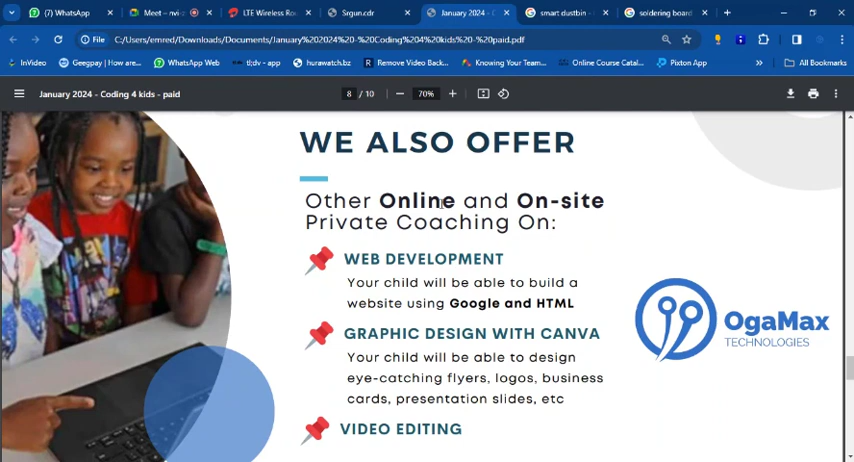 (7) WhatsApp
Meet – nvi-z
LTE Wireless Ro
Srgun.cdr
January 2024 - C
smart dustbin -
soldering board
File
C:/Users/emred/Downloads/Documents/January%202024%20-%20Coding%204%20kids%20-%20paid.pdf
InVideo
Geegpay | How are...
WhatsApp Web
tl;dv - app
hurawatch.bz
Remove Video Back...
Knowing Your Team...
Online Course Catal...
Pixton App
»
All Bookmarks
January 2024 - Coding 4 kids - paid
8 / 10
70%
WE ALSO OFFER
Other Online and On-site
Private Coaching On:
WEB DEVELOPMENT
Your child will be able to build a
website using Google and HTML
GRAPHIC DESIGN WITH CANVA
Your child will be able to design
eye-catching flyers, logos, business
cards, presentation slides, etc
VIDEO EDITING
OgaMax
TECHNOLOGIES